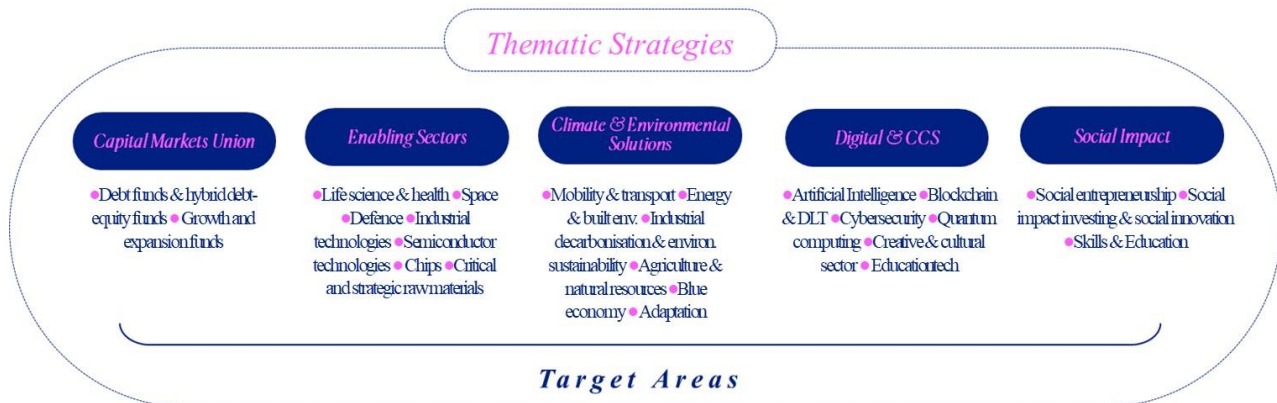 Thematic Strategies
Capital Markets Union
●Debt funds & hybrid debt-
equity funds ●Growth and
expansion funds
Enabling Sectors
●Life science & health ●Space
●Defence ●Industrial
technologies ●Semiconductor
technologies ●Chips ●Critical
and strategic raw materials
Climate & Environmental
Solutions
●Mobility & transport ●Energy
& built env. ●Industrial
decarbonisation & environ.
sustainability ●Agriculture &
natural resources ●Blue
economy ●Adaptation
Digital & CCS
●Artificial Intelligence ●Blockchain
& DLT ●Cybersecurity ●Quantum
computing ●Creative & cultural
sector ●Educationtech
Social Impact
●Social entrepreneurship ●Social
impact investing & social innovation
●Skills & Education
Target Areas